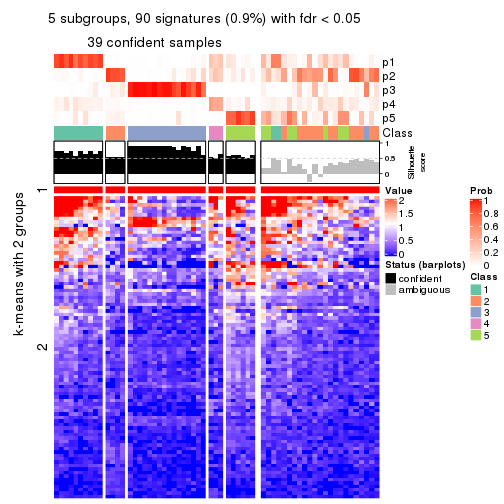 5 subgroups, 90 signatures (0.9%) with fdr < 0.05
39 confident samples
p1
p2
p3
p4
p5
Class
1
0.5
0
Silhouette
score
k-means with 2 groups
1
2
Value
2
1.5
1
0.5
0
Status (barplots)
confident
ambiguous
Prob
1
0.8
0.6
0.4
0.2
0
Class
1
2
3
4
5